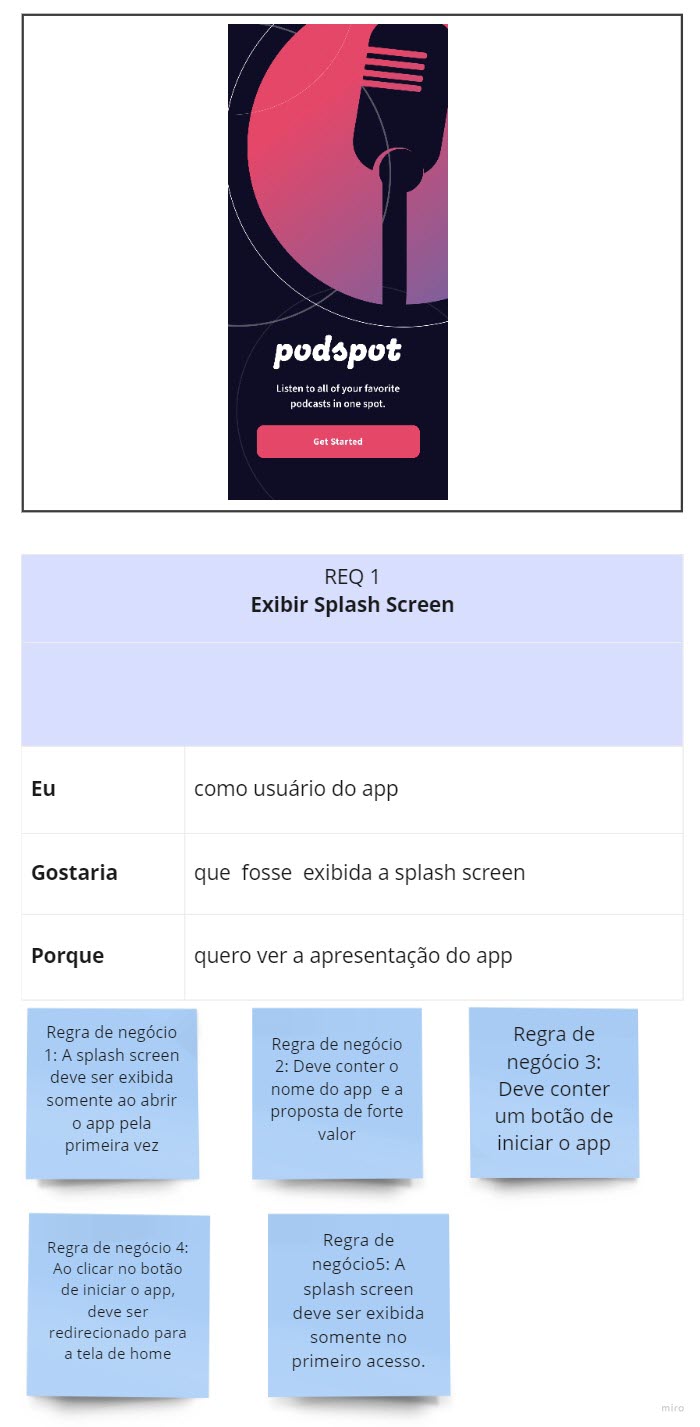 podspot
Listen to all of your favorite
podcasts in one spot.
Get Started
REQ 1
Exibir Splash Screen
Eu
como usuário do app
Gostaria
que fosse exibida a splash screen
Porque
quero ver a apresentação do app
Regra de negócio
1: A splash screen
deve ser exibida
somente ao abrir
o app pela
primeira vez
Regra de negócio
2: Deve conter o
nome do app e a
proposta de forte
valor
Regra de
negócio 3:
Deve conter
um botão de
iniciar o app
Regra de negócio 4:
Ao clicar no botão
de iniciar o app,
deve ser
redirecionado para
a tela de home
Regra de
negócio5: A
splash screen
deve ser exibida
somente no
primeiro acesso.
miro